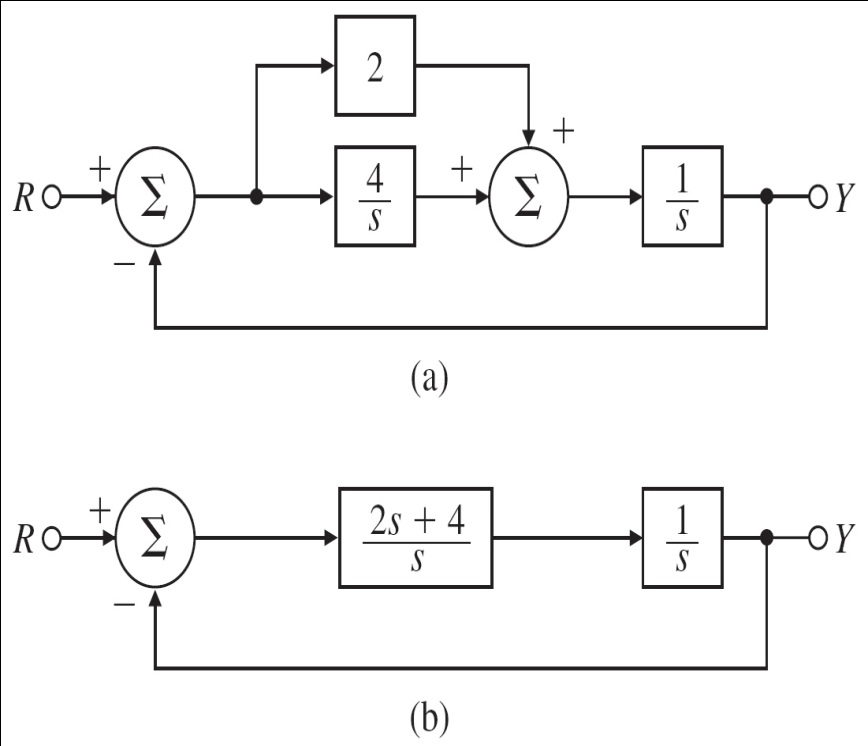 2
+
R + Σ 4/s + Σ 1/s Y
−
(a)
R + Σ 2s + 4/s 1/s Y
−
(b)